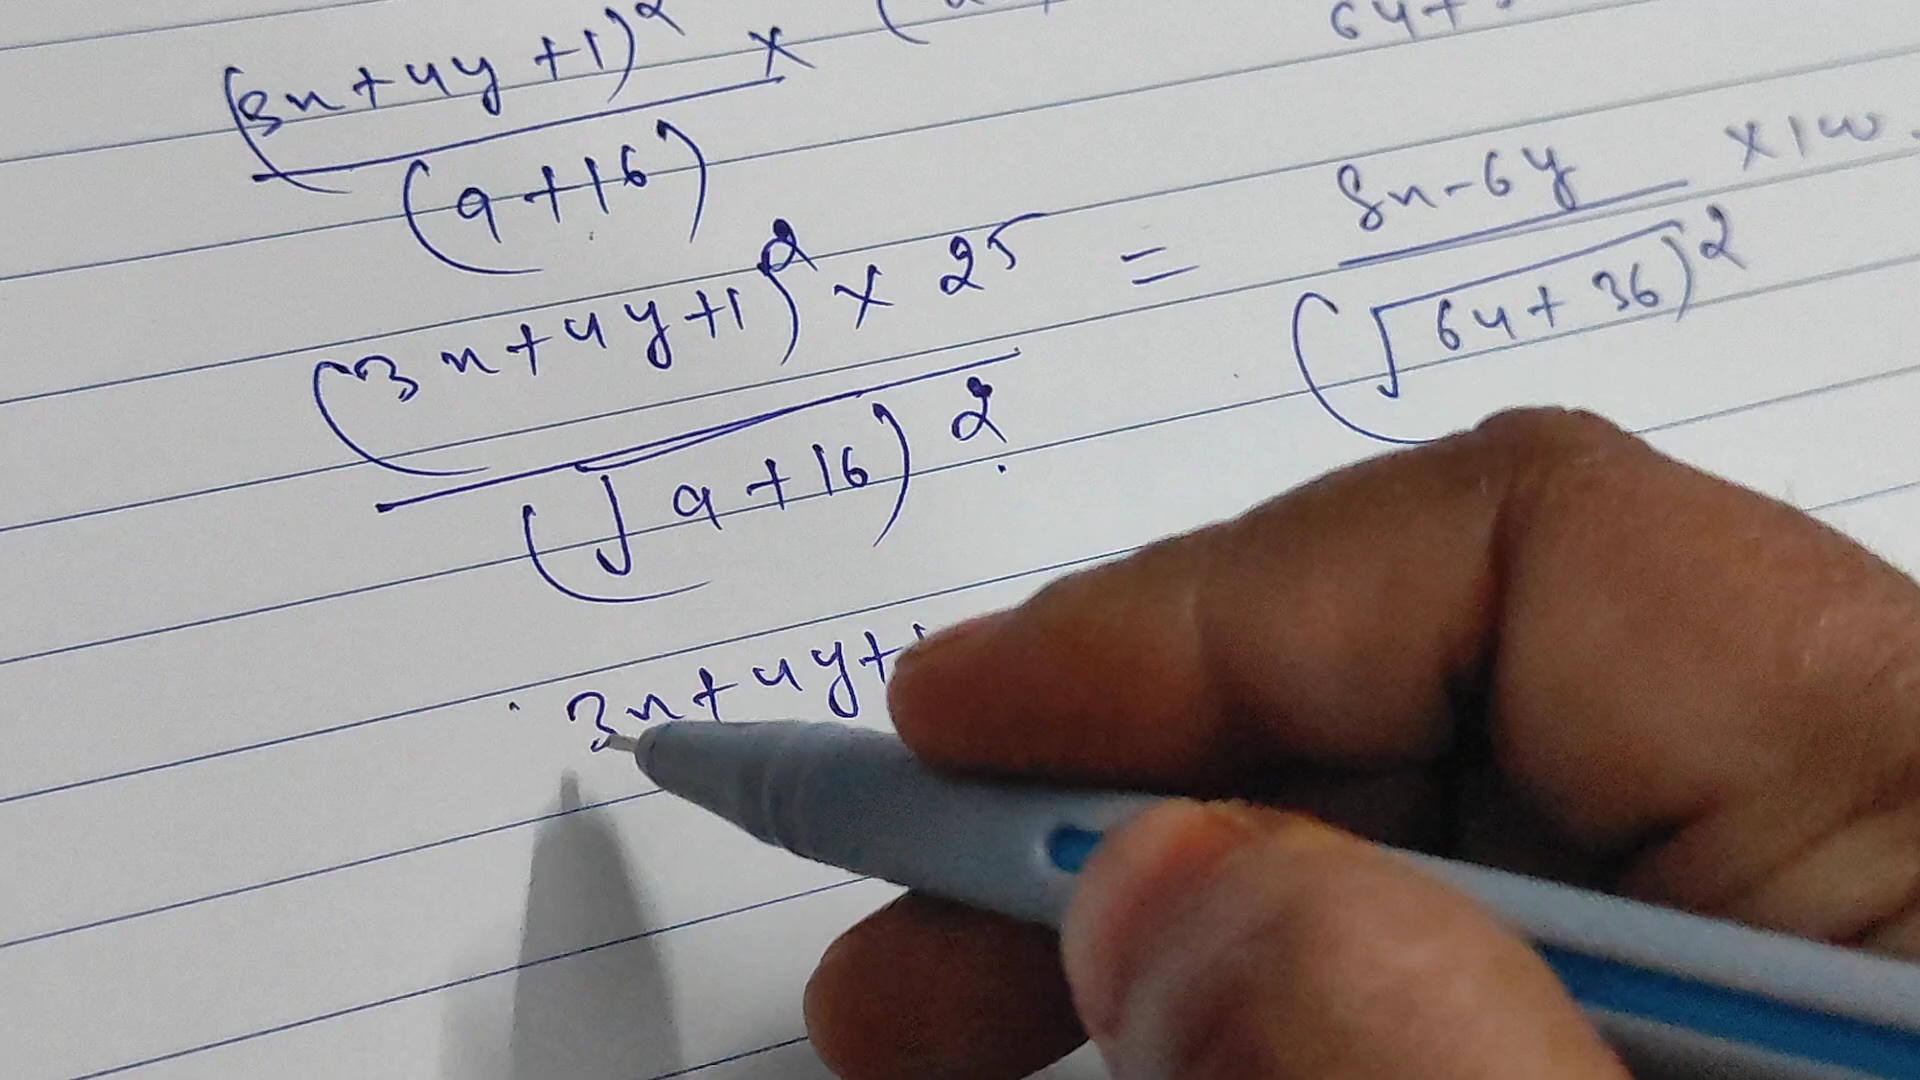 (3x+4y+1)² ×
64+
(9+16)
(3x+4y+1)² × 25 = 8x-6y ×100
(√9+16)² (√64+36)²
3x+4y+